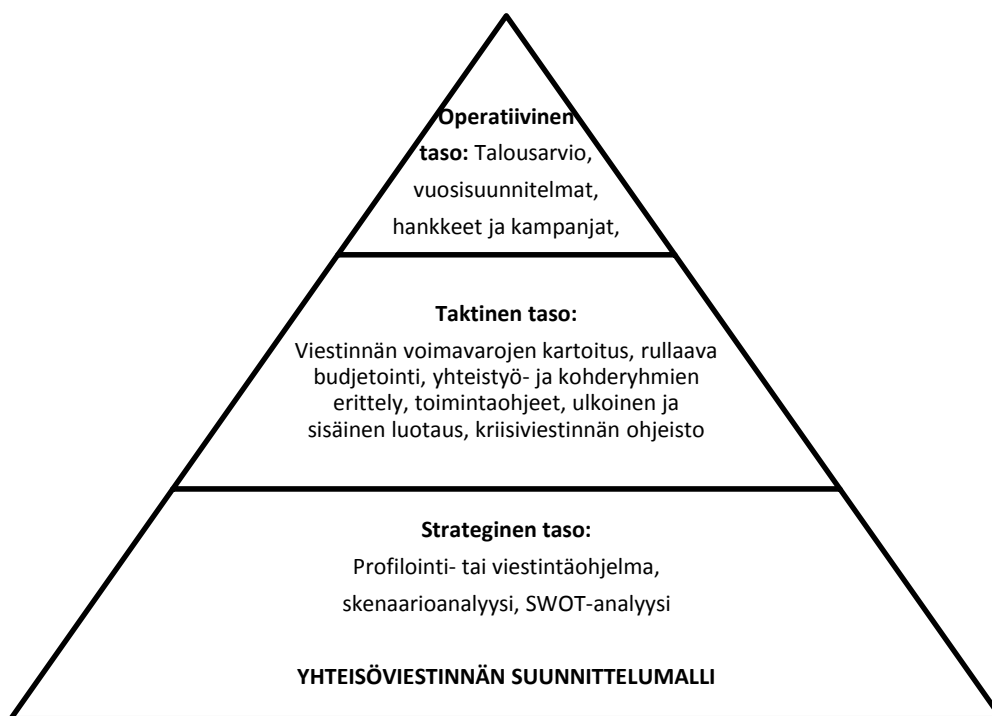 Operatiivinen
taso: Talousarvio,
vuosisuunnitelmat,
hankkeet ja kampanjat,
Taktinen taso:
Viestinnän voimavarojen kartoitus, rullaava
budjetointi, yhteistyö- ja kohderyhmien
erittely, toimintaohjeet, ulkoinen ja
sisäinen luotaus, kriisiviestinnän ohjeisto
Strateginen taso:
Profilointi- tai viestintäohjelma,
skenaarioanalyysi, SWOT-analyysi
YHTEISÖVIESTINNÄN SUUNNITTELUMALLI